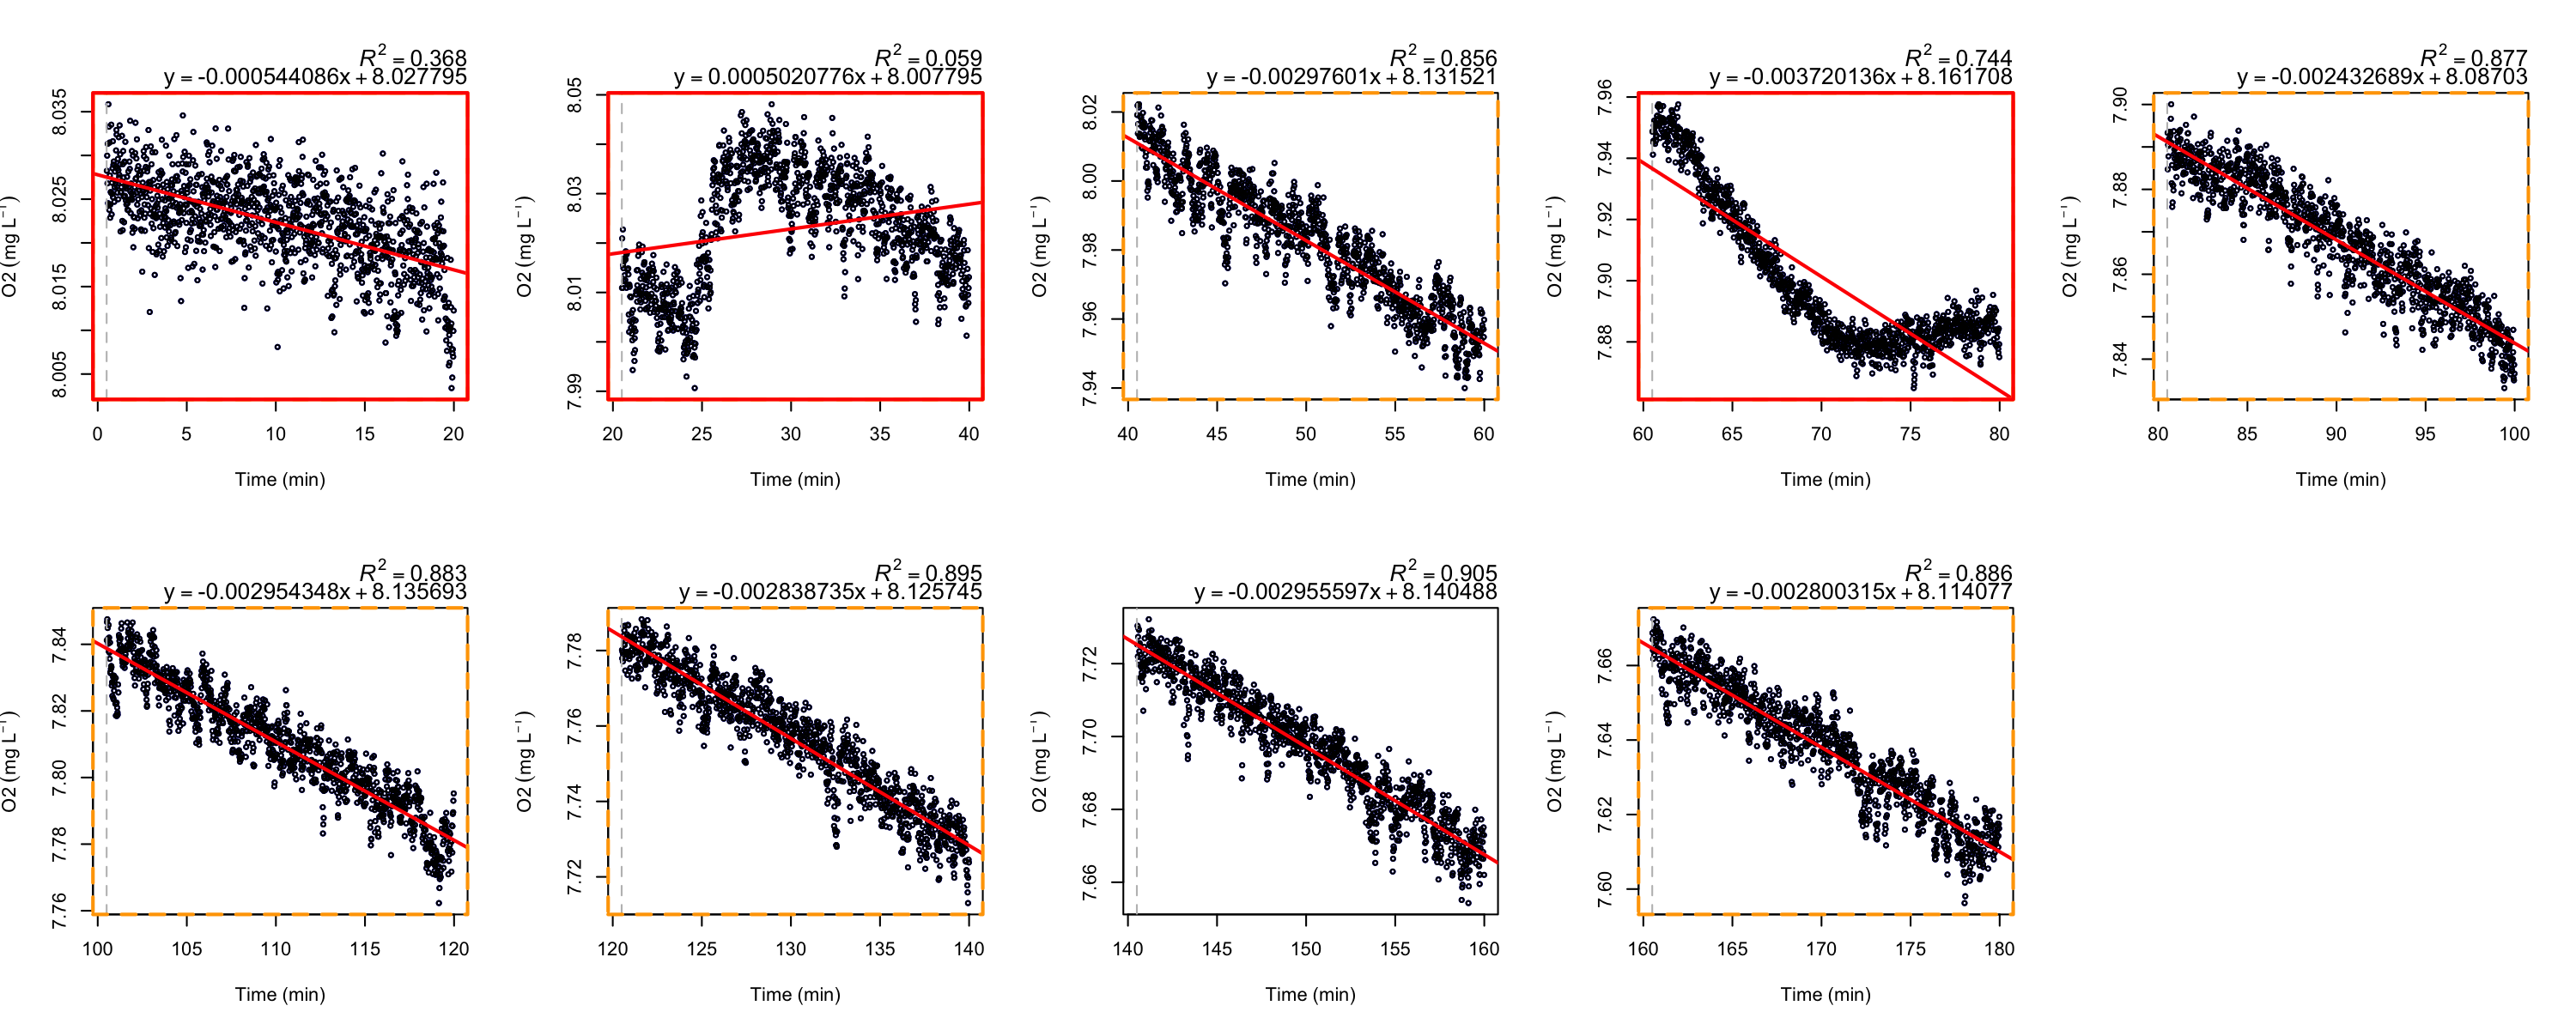 R² = 0.368
y = -0.000544086x + 8.027795
O2 (mg L⁻¹)
8.035
8.025
8.015
8.005
0 5 10 15 20
Time (min)
R² = 0.059
y = 0.0005020776x + 8.007795
O2 (mg L⁻¹)
8.05
8.03
8.01
7.99
20 25 30 35 40
Time (min)
R² = 0.856
y = -0.00297601x + 8.131521
O2 (mg L⁻¹)
8.02
8.00
7.98
7.96
7.94
40 45 50 55 60
Time (min)
R² = 0.744
y = -0.003720136x + 8.161708
O2 (mg L⁻¹)
7.96
7.94
7.92
7.90
7.88
60 65 70 75 80
Time (min)
R² = 0.877
y = -0.002432689x + 8.08703
O2 (mg L⁻¹)
7.90
7.88
7.86
7.84
80 85 90 95 100
Time (min)
R² = 0.883
y = -0.002954348x + 8.135693
O2 (mg L⁻¹)
7.84
7.82
7.80
7.78
7.76
100 105 110 115 120
Time (min)
R² = 0.895
y = -0.002838735x + 8.125745
O2 (mg L⁻¹)
7.78
7.76
7.74
7.72
120 125 130 135 140
Time (min)
R² = 0.905
y = -0.002955597x + 8.140488
O2 (mg L⁻¹)
7.72
7.70
7.68
7.66
140 145 150 155 160
Time (min)
R² = 0.886
y = -0.002800315x + 8.114077
O2 (mg L⁻¹)
7.66
7.64
7.62
7.60
160 165 170 175 180
Time (min)